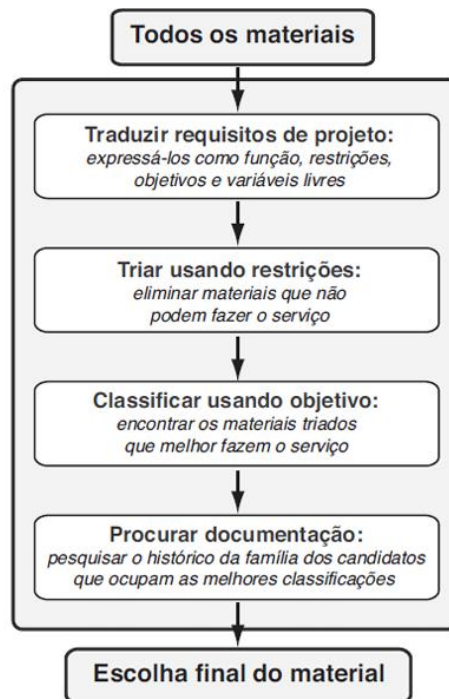 Todos os materiais
Traduzir requisitos de projeto:
expressá-los como função, restrições,
objetivos e variáveis livres
Triar usando restrições:
eliminar materiais que não
podem fazer o serviço
Classificar usando objetivo:
encontrar os materiais triados
que melhor fazem o serviço
Procurar documentação:
pesquisar o histórico da família dos candidatos
que ocupam as melhores classificações
Escolha final do material